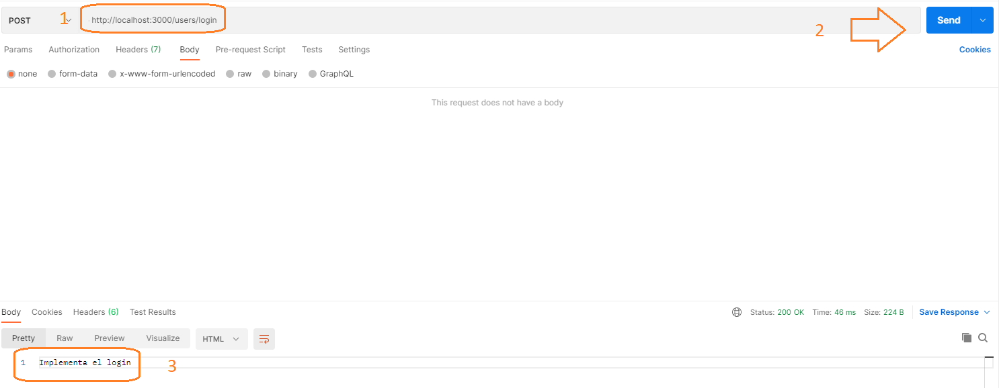 POST 1 http://localhost:3000/users/login 2 Send
Params Authorization Headers (7) Body Pre-request Script Tests Settings Cookies
none form-data x-www-form-urlencoded raw binary GraphQL
This request does not have a body
Body Cookies Headers (6) Test Results Status: 200 OK Time: 46 ms Size: 224 B Save Response
Pretty Raw Preview Visualize HTML
1 Implementa el login 3